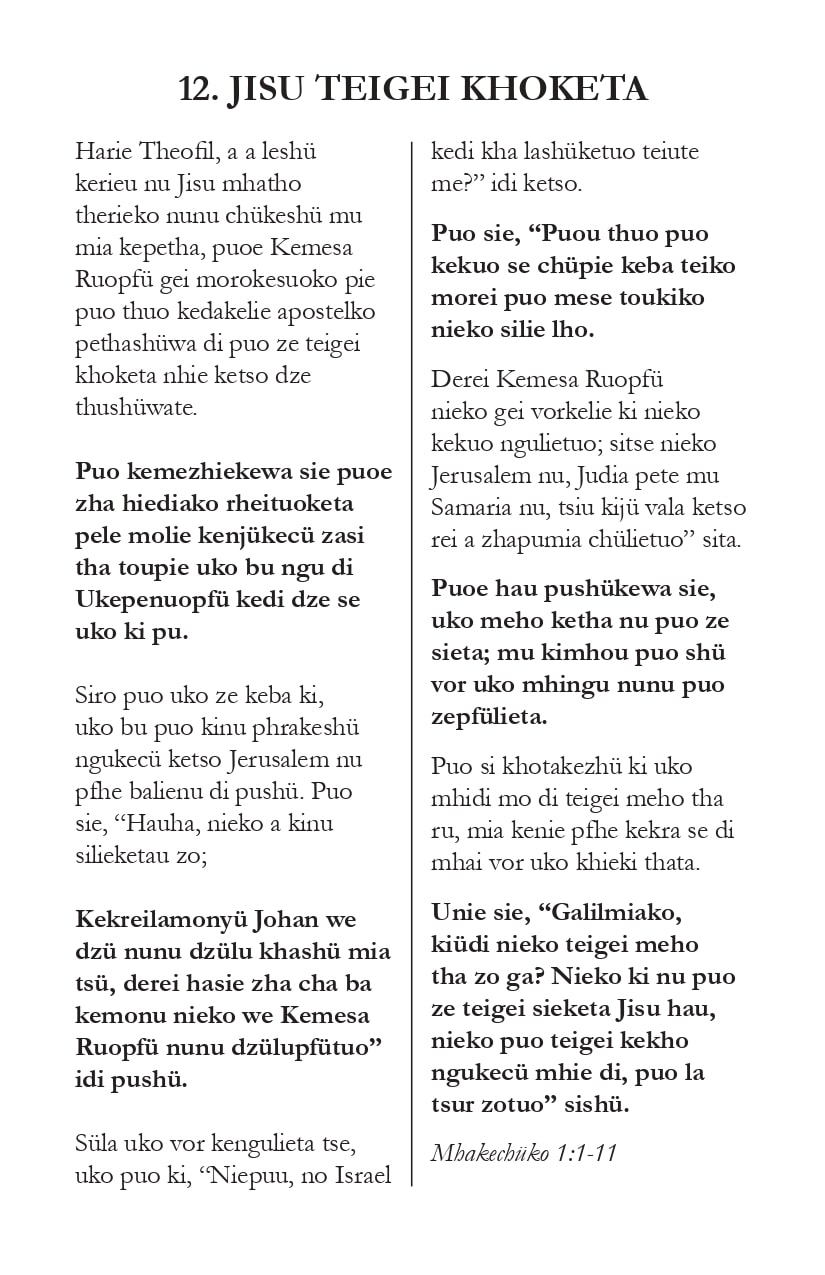 12. JISU TEIGEI KHOKETA
Harie Theofil, a a leshü
kerieu nu Jisu mhatho
therieko nunu chükeshü mu
mia kepetha, puoe Kemesa
Ruopfü gei morokesuoko pie
puo thuo kedakelie apostelko
pethashüwa di puo ze teigei
khoketa nhie ketso dze
thushüwate.
Puo kemezhiekewa sie puoe
zha hiediako rheituoketa
pele molie kenjükecü zasi
tha toupie uko bu ngu di
Ukepenuopfü kedi dze se
uko ki pu.
Siro puo uko ze keba ki,
uko bu puo kinu phrakeshü
ngukecü ketso Jerusalem nu
pfhe balienu di pushü. Puo
sie, “Hauha, nieko a kinu
silieketau zo;
Kekreilamonyü Johan we
dzü nunu dzülu khashü mia
tsü, derei hasie zha cha ba
kemonu nieko we Kemesa
Ruopfü nunu dzülupfütuo”
idi pushü.
Süla uko vor kengulieta tse,
uko puo ki, “Niepuu, no Israel
kedi kha lashüketuo teiute
me?” idi ketso.
Puo sie, “Puou thuo puo
kekuo se chüpie keba teiko
morei puo mese toukiko
nieko silie lho.
Derei Kemesa Ruopfü
nieko gei vorkelie ki nieko
kekuo ngulietuo; sitse nieko
Jerusalem nu, Judia pete mu
Samaria nu, tsiu kijü vala ketso
rei a zhapumia chülietuo” sita.
Puoe hau pushükewa sie,
uko meho ketha nu puo ze
sieta; mu kimhou puo shü
vor uko mhingu nunu puo
zepfülieta.
Puo si khotakezhü ki uko
mhidi mo di teigei meho tha
ru, mia kenie pfhe kekra se di
mhai vor uko khieki thata.
Unie sie, “Galilmiako,
kiüdi nieko teigei meho
tha zo ga? Nieko ki nu puo
ze teigei sieketa Jisu hau,
nieko puo teigei kekho
ngukecü mhie di, puo la
tsur zotuo” sishü.
Mhakechüko 1:1-11